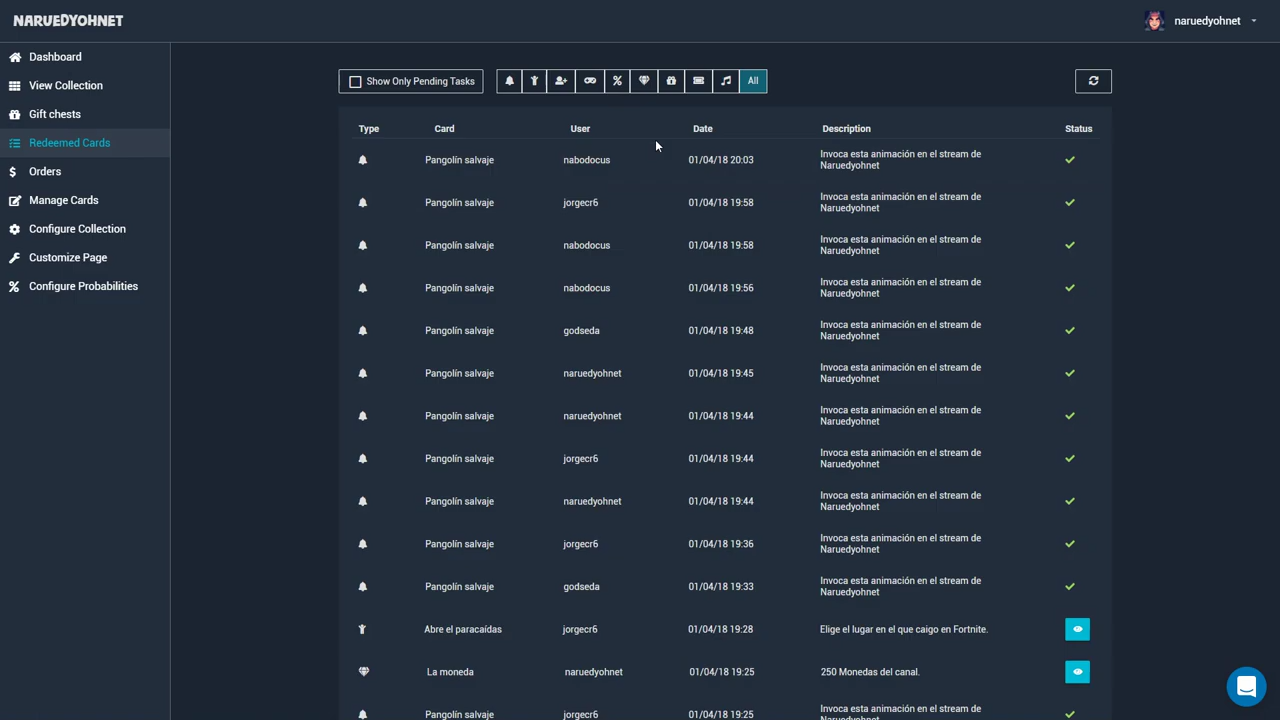 NARUEDYOHNET
naruedyohnet
Dashboard
View Collection
Gift chests
Redeemed Cards
Orders
Manage Cards
Configure Collection
Customize Page
Configure Probabilities
Show Only Pending Tasks
All
Type Card User Date Description Status
Pangolín salvaje nabodocus 01/04/18 20:03 Invoca esta animación en el stream de
Naruedyohnet
Pangolín salvaje jorgecr6 01/04/18 19:58 Invoca esta animación en el stream de
Naruedyohnet
Pangolín salvaje nabodocus 01/04/18 19:58 Invoca esta animación en el stream de
Naruedyohnet
Pangolín salvaje nabodocus 01/04/18 19:56 Invoca esta animación en el stream de
Naruedyohnet
Pangolín salvaje godseda 01/04/18 19:48 Invoca esta animación en el stream de
Naruedyohnet
Pangolín salvaje naruedyohnet 01/04/18 19:45 Invoca esta animación en el stream de
Naruedyohnet
Pangolín salvaje naruedyohnet 01/04/18 19:44 Invoca esta animación en el stream de
Naruedyohnet
Pangolín salvaje jorgecr6 01/04/18 19:44 Invoca esta animación en el stream de
Naruedyohnet
Pangolín salvaje naruedyohnet 01/04/18 19:44 Invoca esta animación en el stream de
Naruedyohnet
Pangolín salvaje jorgecr6 01/04/18 19:36 Invoca esta animación en el stream de
Naruedyohnet
Pangolín salvaje godseda 01/04/18 19:33 Invoca esta animación en el stream de
Naruedyohnet
Abre el paracaídas jorgecr6 01/04/18 19:28 Elige el lugar en el que caigo en Fortnite.
La moneda naruedyohnet 01/04/18 19:25 250 Monedas del canal.
Pangolín salvaje jorgecr6 01/04/18 19:25 Invoca esta animación en el stream de
Naruedyohnet